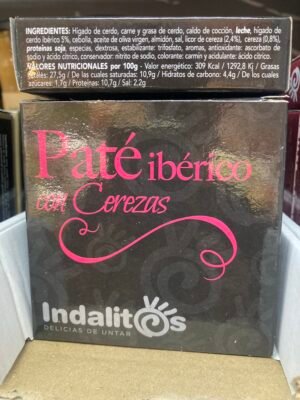 INGREDIENTES: Hígado de cerdo, carne y grasa de cerdo, caldo de cocción, leche, hígado de
cerdo ibérico 5%, cebolla, aceite de oliva virgen, almidón, sal, licor de cereza (2,4%), cereza (0,8%),
proteínas soja, especias, dextrosa, estabilizante: trifosfato, aromas, antioxidante: ascorbato de
sodio y ácido cítrico, conservador: nitrito de sodio, colorante: carmín y acidulante: ácido cítrico.
VALORES NUTRICIONALES por 100g — Valor energético: 309 Kcal / 1292,8 Kj / Grasas
totales: 27,5g / De las cuales saturadas: 10,9g / Hidratos de carbono: 4,4g / De los cuales
azúcares: 1,7g / Proteínas: 10,7g / Sal: 2,2g
Paté ibérico
con Cerezas
Indalitos
DELICIAS DE UNTAR